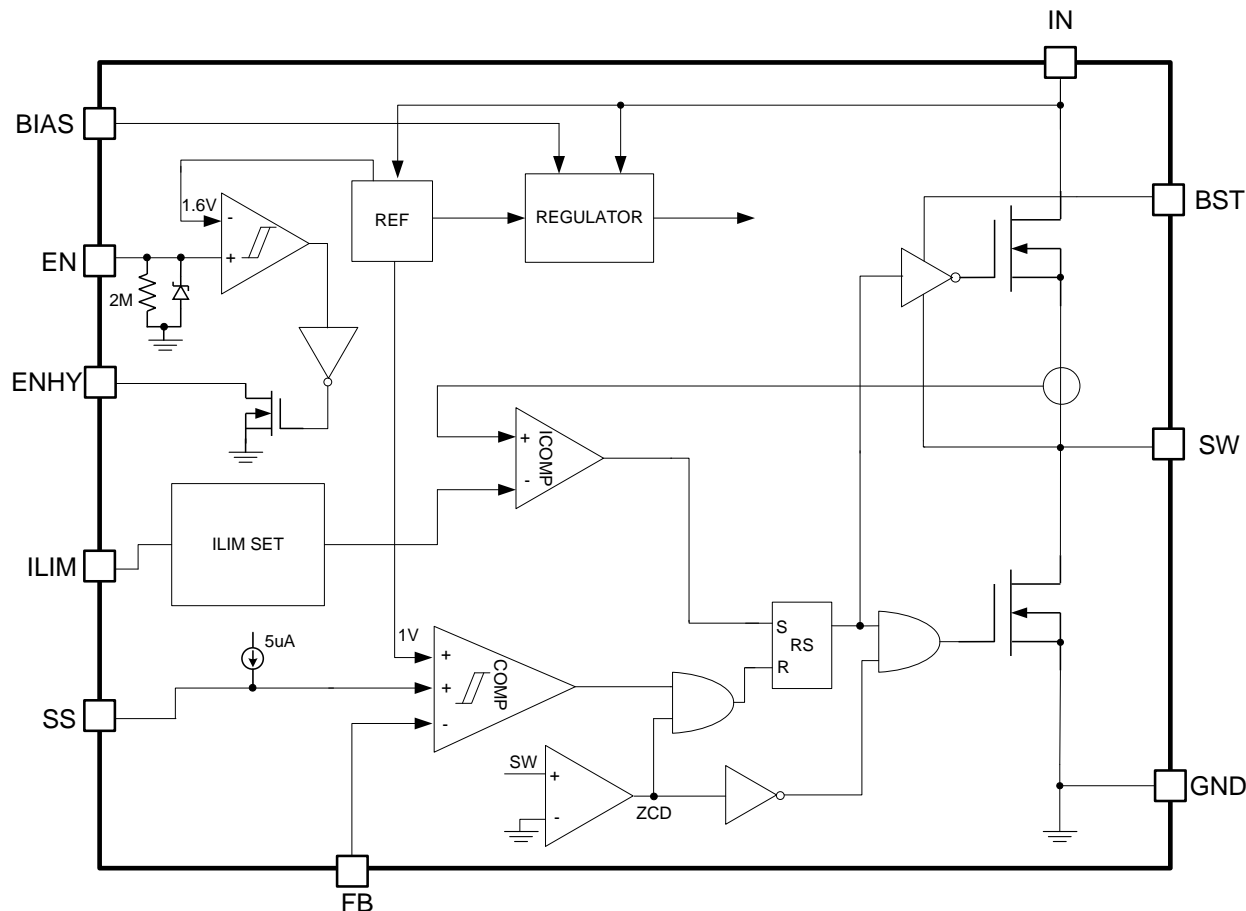 IN
BIAS
BST
1.6V
-
REF
REGULATOR
EN
+
2M
ENHY
+
ICOMP
-
SW
ILIM SET
ILIM
5uA
1V
S
RS
R
+
COMP
+
-
SS
SW
+
-
ZCD
GND
FB